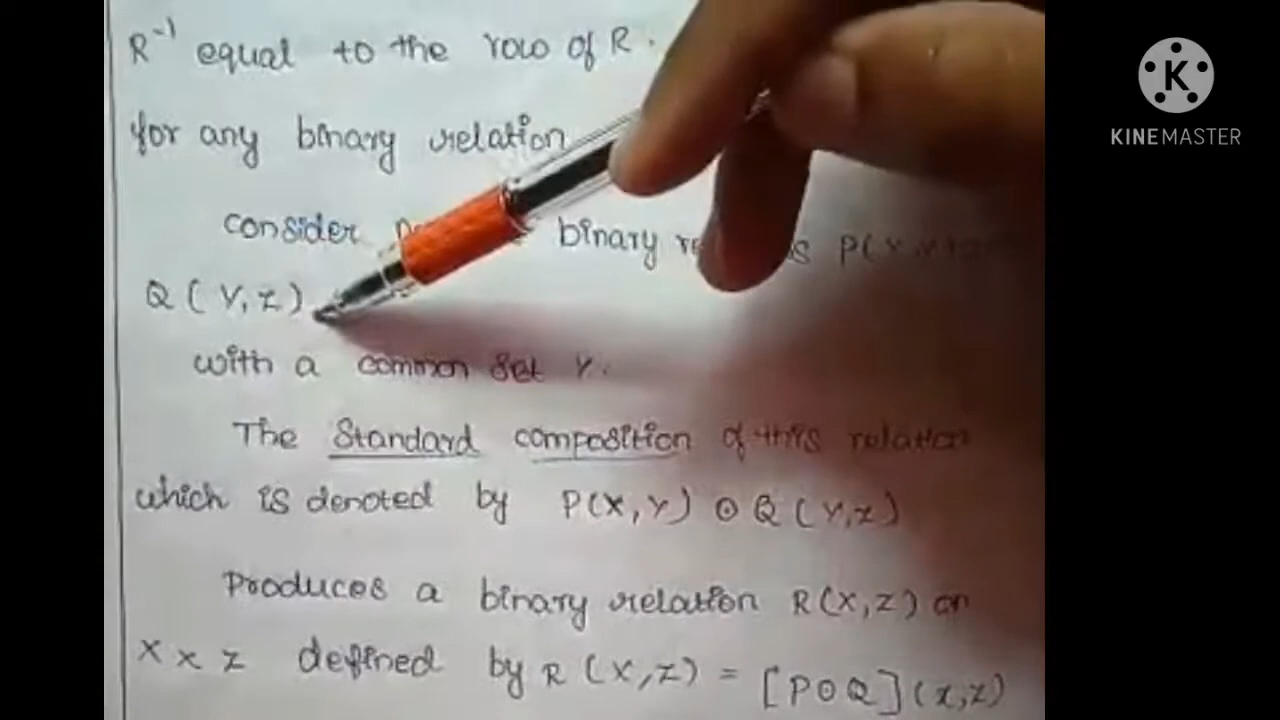 R⁻¹ equal to the row of R.
for any binary relation
Consider binary P(X,
Q (Y,Z)
with a common set Y.
The Standard composition of this relation
which is denoted by P(X,Y) ⊙ Q (Y,Z)
Produces a binary relation R(X,Z) on
X x Z defined by R (X,Z) = [P⊙Q](x,z)
K
KINEMASTER